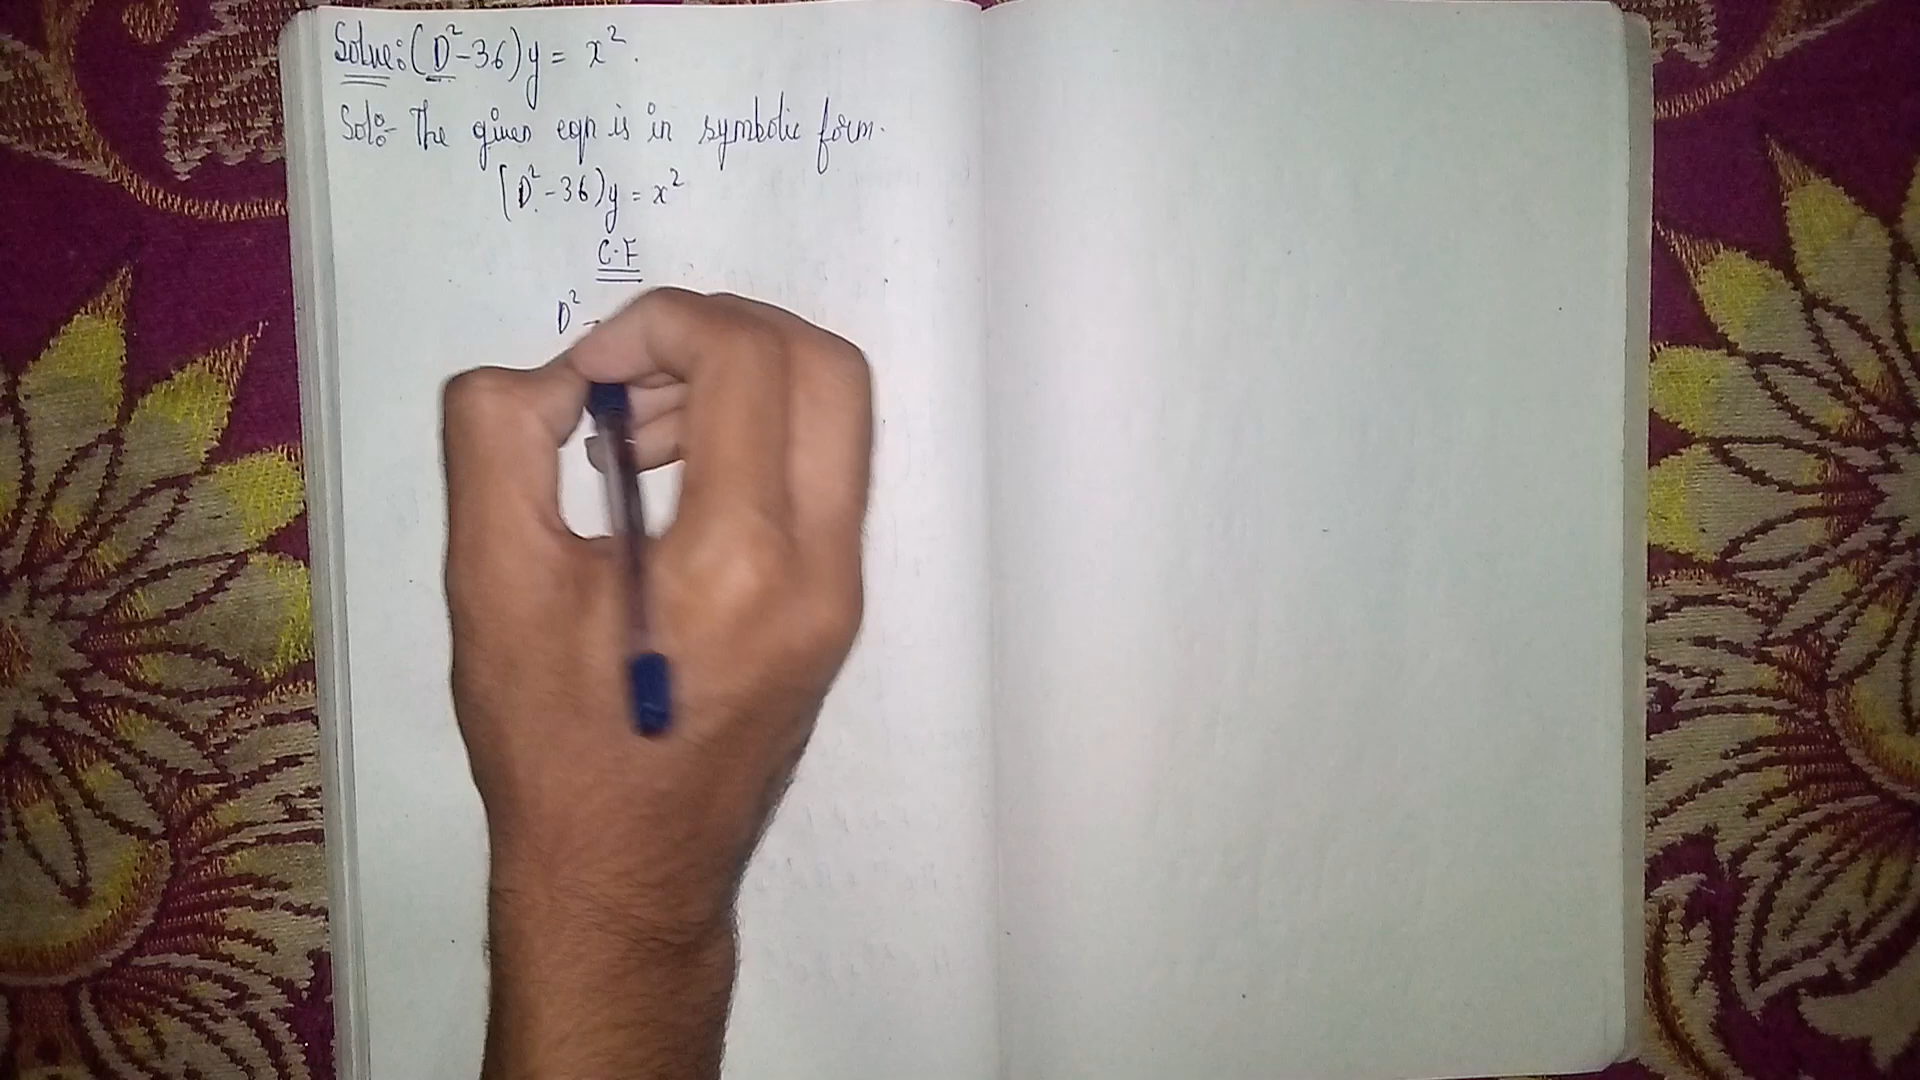 Solve: (D²-36)y = x².
Sol:- The given eqn is in symbolic form.
(D²-36)y = x²
C.F
D² -